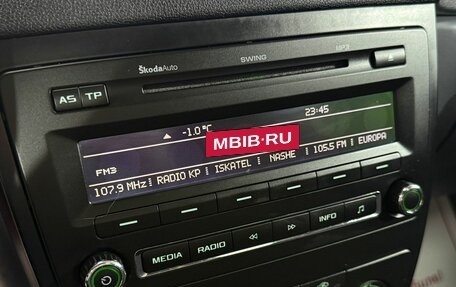 ŠkodaAuto SWING MP3
AS TP
-1.0°C 23:45
MBIB.RU
FM3
107.9 MHz RADIO KP ISKATEL NASHE 105.5 FM EUROPA
MEDIA RADIO INFO